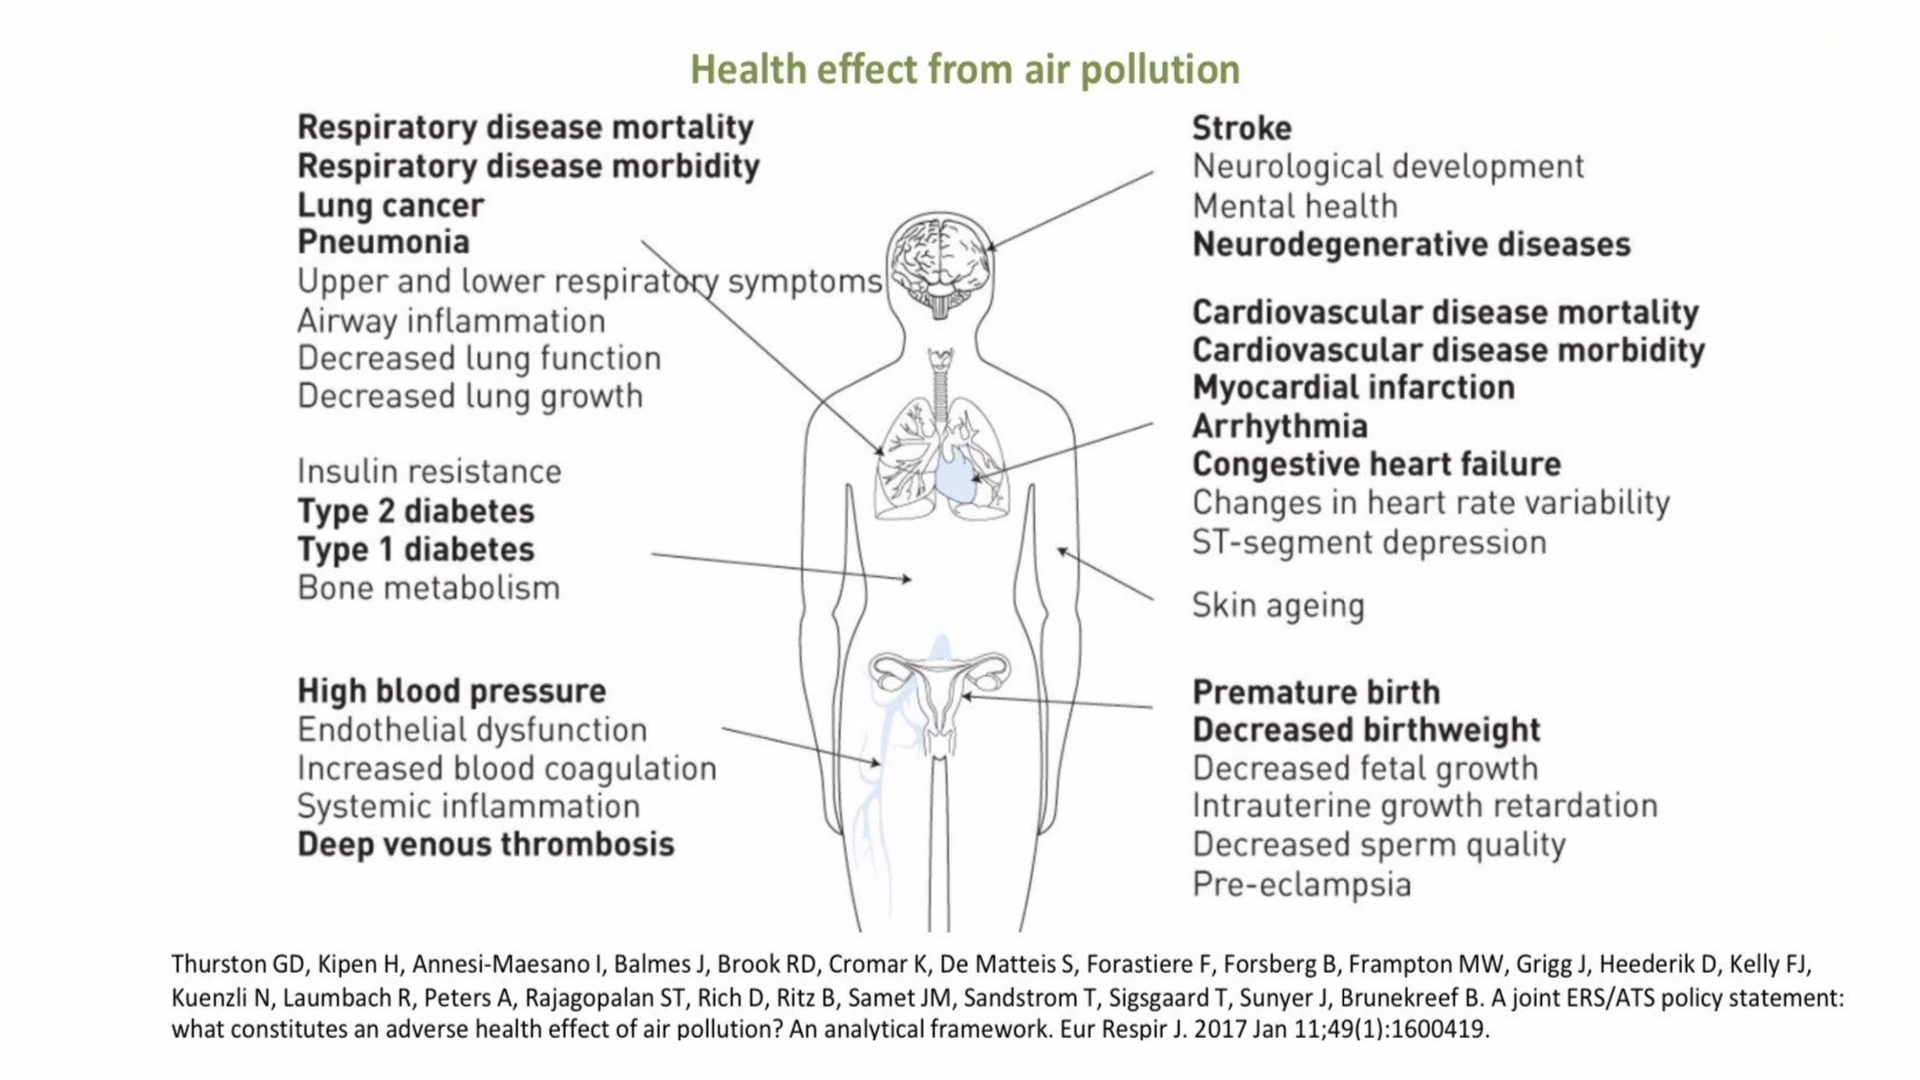 Health effect from air pollution
Respiratory disease mortality
Respiratory disease morbidity
Lung cancer
Pneumonia
Upper and lower respiratory symptoms
Airway inflammation
Decreased lung function
Decreased lung growth
Insulin resistance
Type 2 diabetes
Type 1 diabetes
Bone metabolism
High blood pressure
Endothelial dysfunction
Increased blood coagulation
Systemic inflammation
Deep venous thrombosis
Stroke
Neurological development
Mental health
Neurodegenerative diseases
Cardiovascular disease mortality
Cardiovascular disease morbidity
Myocardial infarction
Arrhythmia
Congestive heart failure
Changes in heart rate variability
ST-segment depression
Skin ageing
Premature birth
Decreased birthweight
Decreased fetal growth
Intrauterine growth retardation
Decreased sperm quality
Pre-eclampsia
Thurston GD, Kipen H, Annesi-Maesano I, Balmes J, Brook RD, Cromar K, De Matteis S, Forastiere F, Forsberg B, Frampton MW, Grigg J, Heederik D, Kelly FJ,
Kuenzli N, Laumbach R, Peters A, Rajagopalan ST, Rich D, Ritz B, Samet JM, Sandstrom T, Sigsgaard T, Sunyer J, Brunekreef B. A joint ERS/ATS policy statement:
what constitutes an adverse health effect of air pollution? An analytical framework. Eur Respir J. 2017 Jan 11;49(1):1600419.